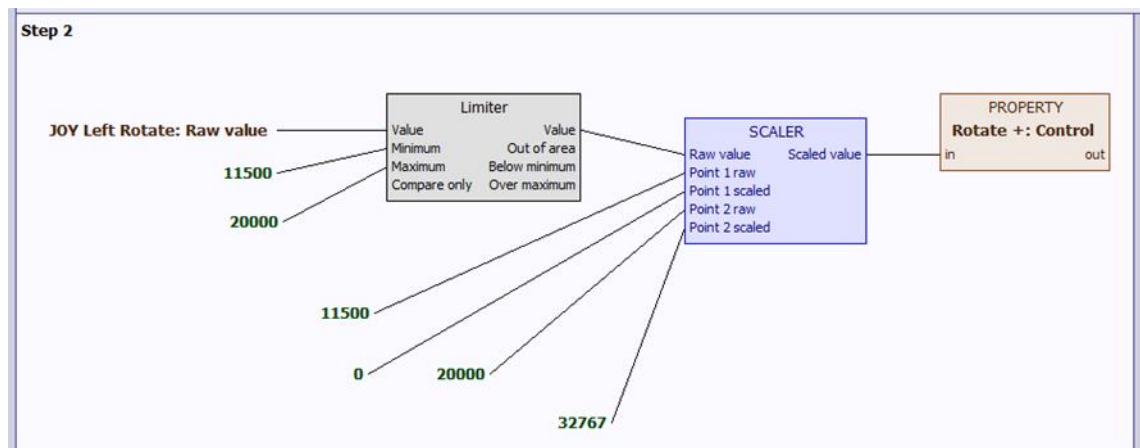 Step 2
Limiter
JOY Left Rotate: Raw value
Value Value
Minimum Out of area
Maximum Below minimum
Compare only Over maximum
11500
20000
SCALER
Raw value Scaled value
Point 1 raw
Point 1 scaled
Point 2 raw
Point 2 scaled
PROPERTY
Rotate +: Control
in out
11500
0 20000
32767